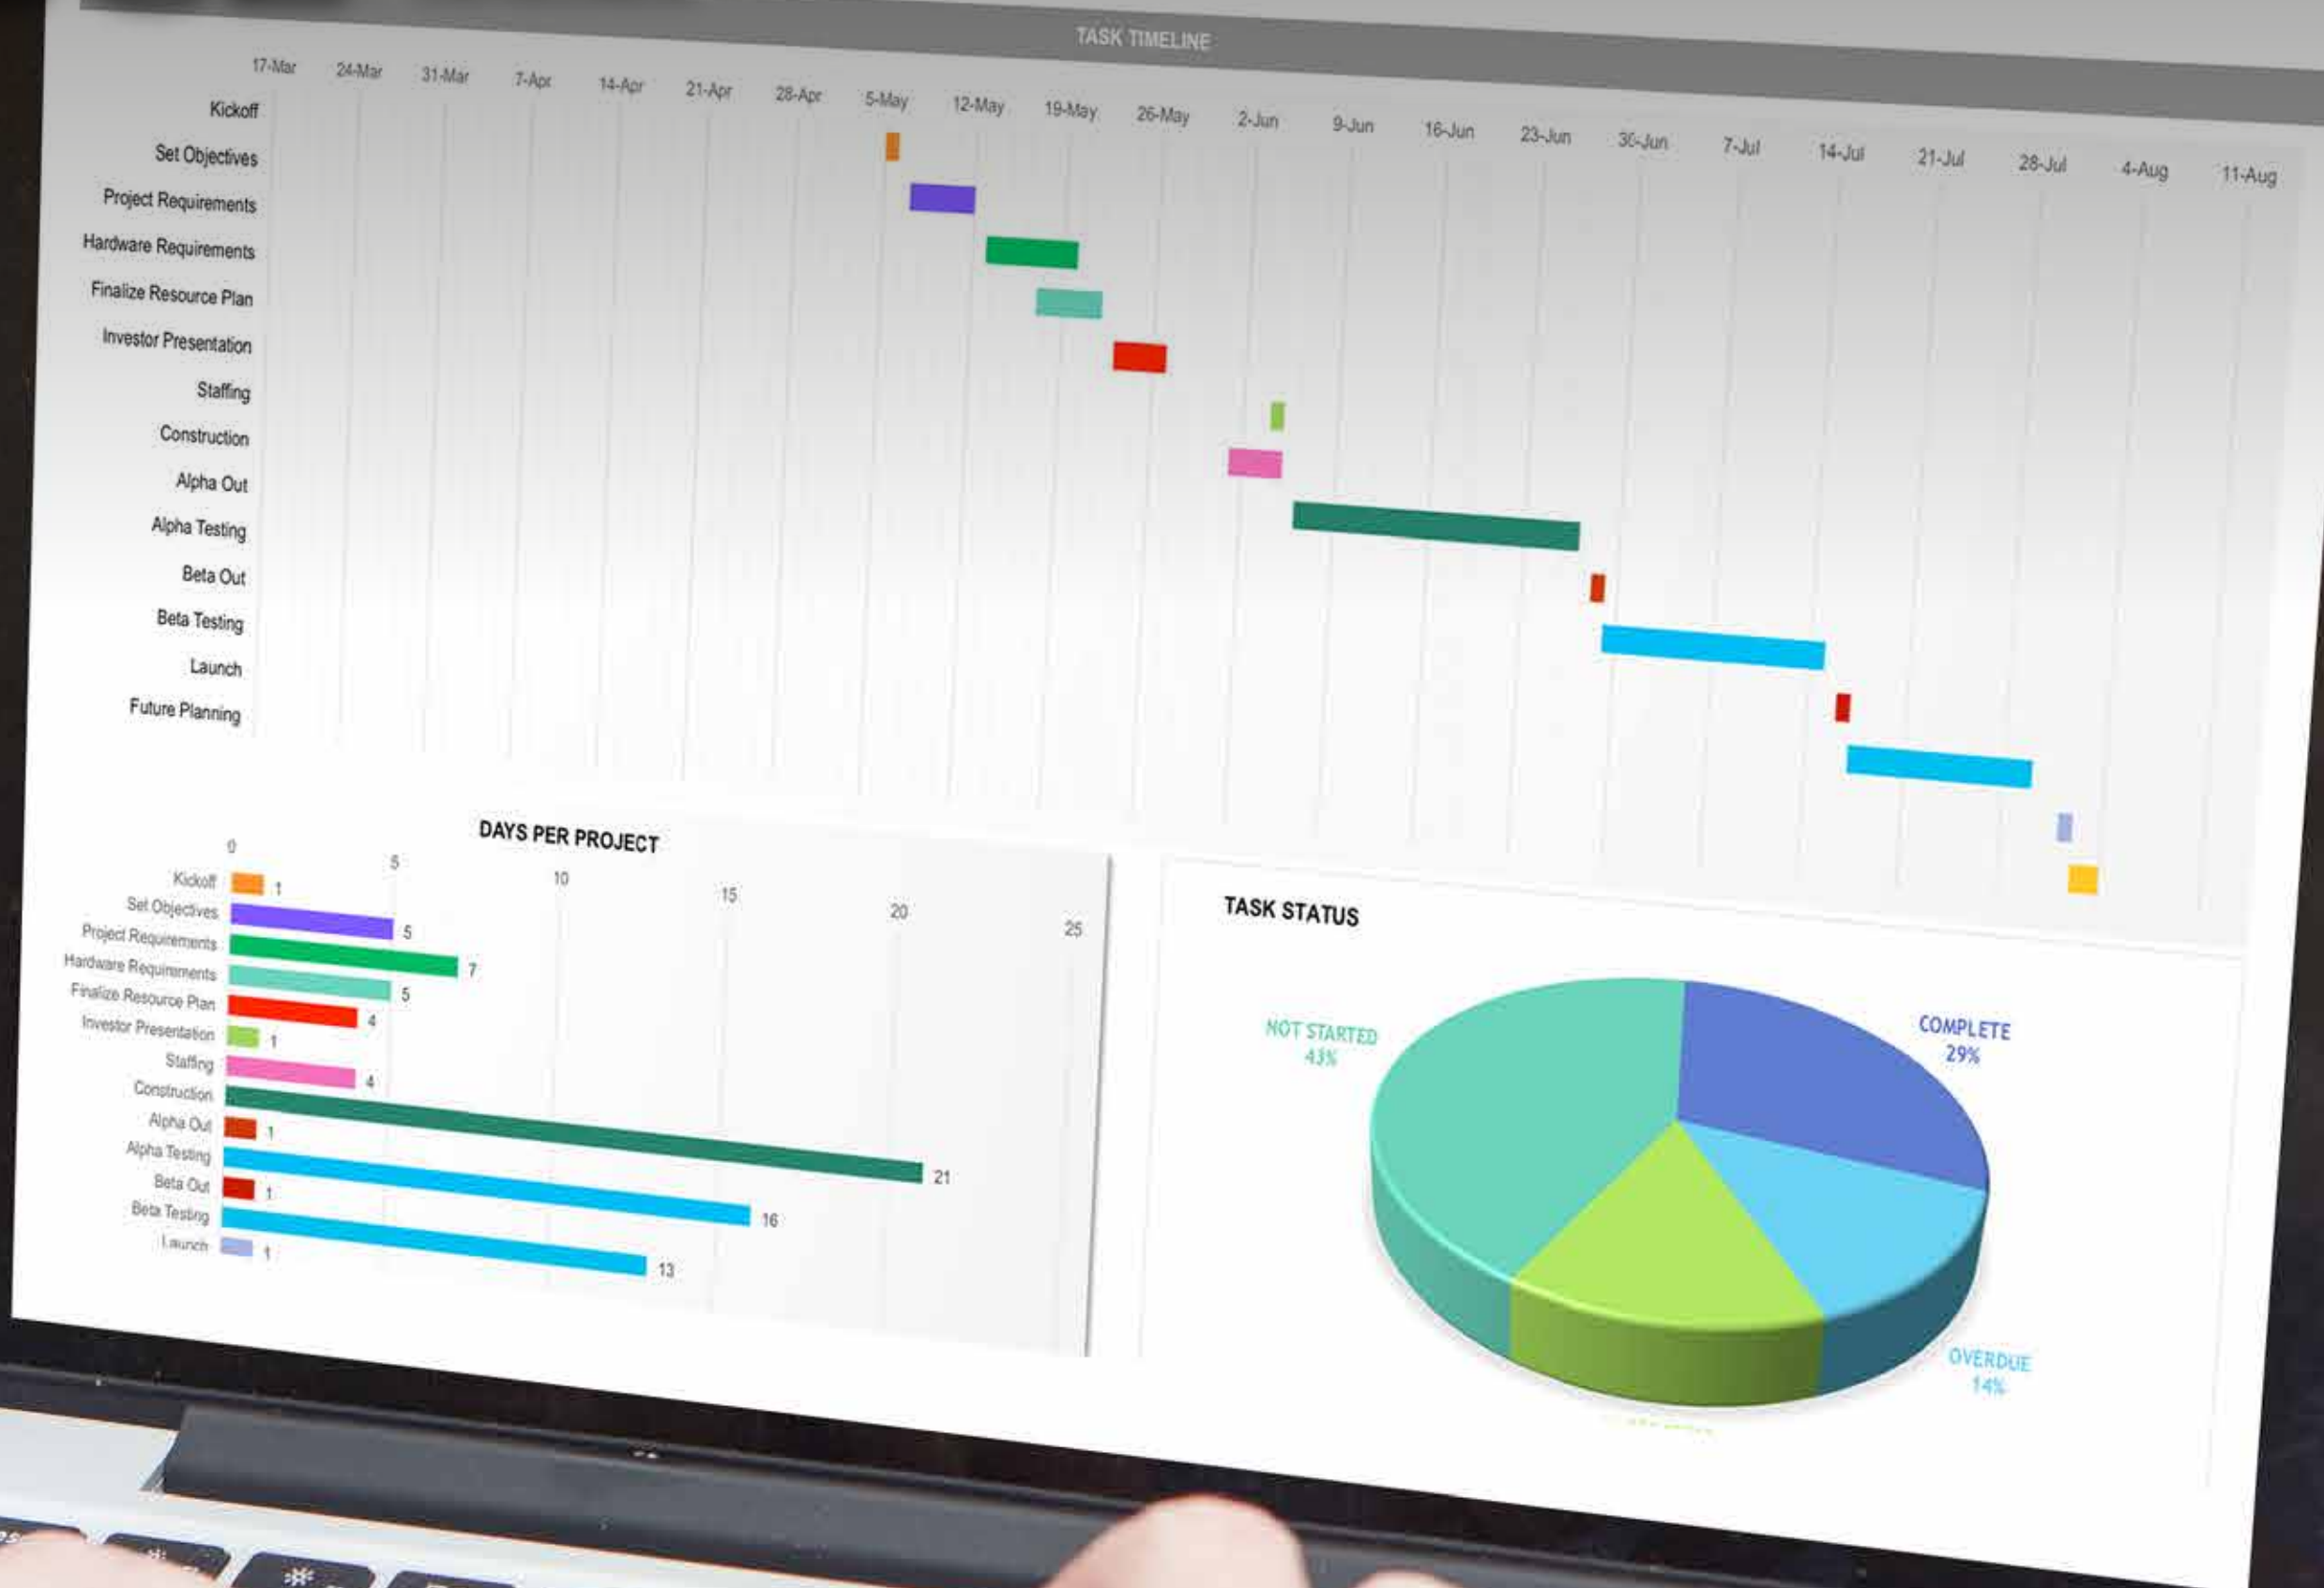 TASK TIMELINE
17-Mar 24-Mar 31-Mar 7-Apr 14-Apr 21-Apr 28-Apr 5-May 12-May 19-May 26-May 2-Jun 9-Jun 16-Jun 23-Jun 30-Jun 7-Jul 14-Jul 21-Jul 28-Jul 4-Aug 11-Aug
Kickoff
Set Objectives
Project Requirements
Hardware Requirements
Finalize Resource Plan
Investor Presentation
Staffing
Construction
Alpha Out
Alpha Testing
Beta Out
Beta Testing
Launch
Future Planning
DAYS PER PROJECT
0 5 10 15 20 25
Kickoff 1
Set Objectives 5
Project Requirements 7
Hardware Requirements 5
Finalize Resource Plan 4
Investor Presentation 1
Staffing 4
Construction 21
Alpha Out 1
Alpha Testing 16
Beta Out 1
Beta Testing 13
Launch 1
TASK STATUS
NOT STARTED
43%
COMPLETE
29%
OVERDUE
14%